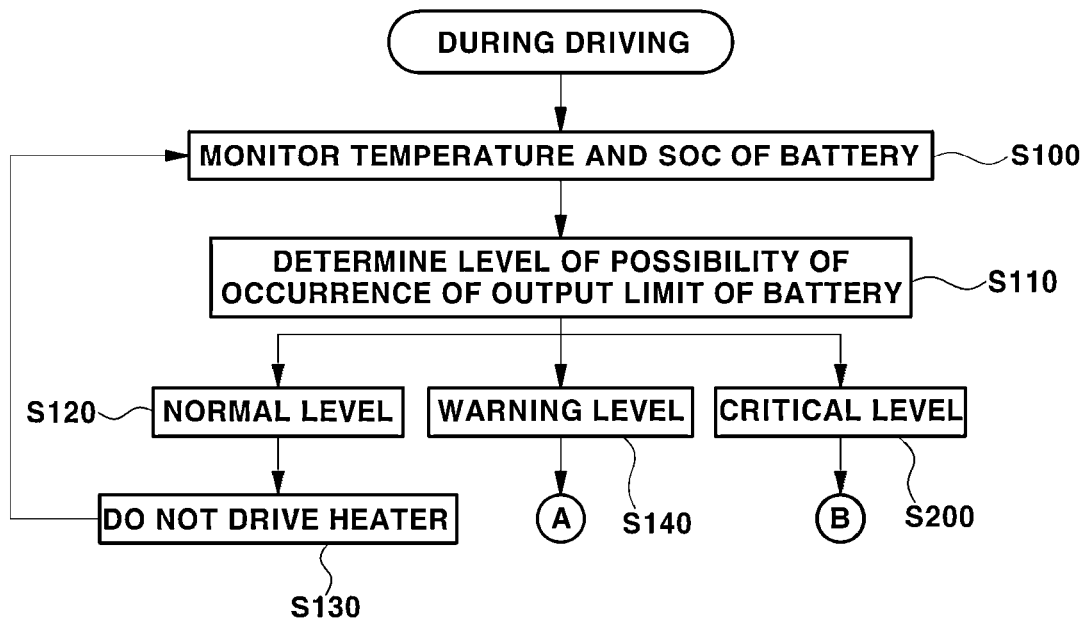 DURING DRIVING
MONITOR TEMPERATURE AND SOC OF BATTERY
S100
DETERMINE LEVEL OF POSSIBILITY OF
OCCURRENCE OF OUTPUT LIMIT OF BATTERY
S110
S120
NORMAL LEVEL
WARNING LEVEL
CRITICAL LEVEL
DO NOT DRIVE HEATER
A
S140
B
S200
S130